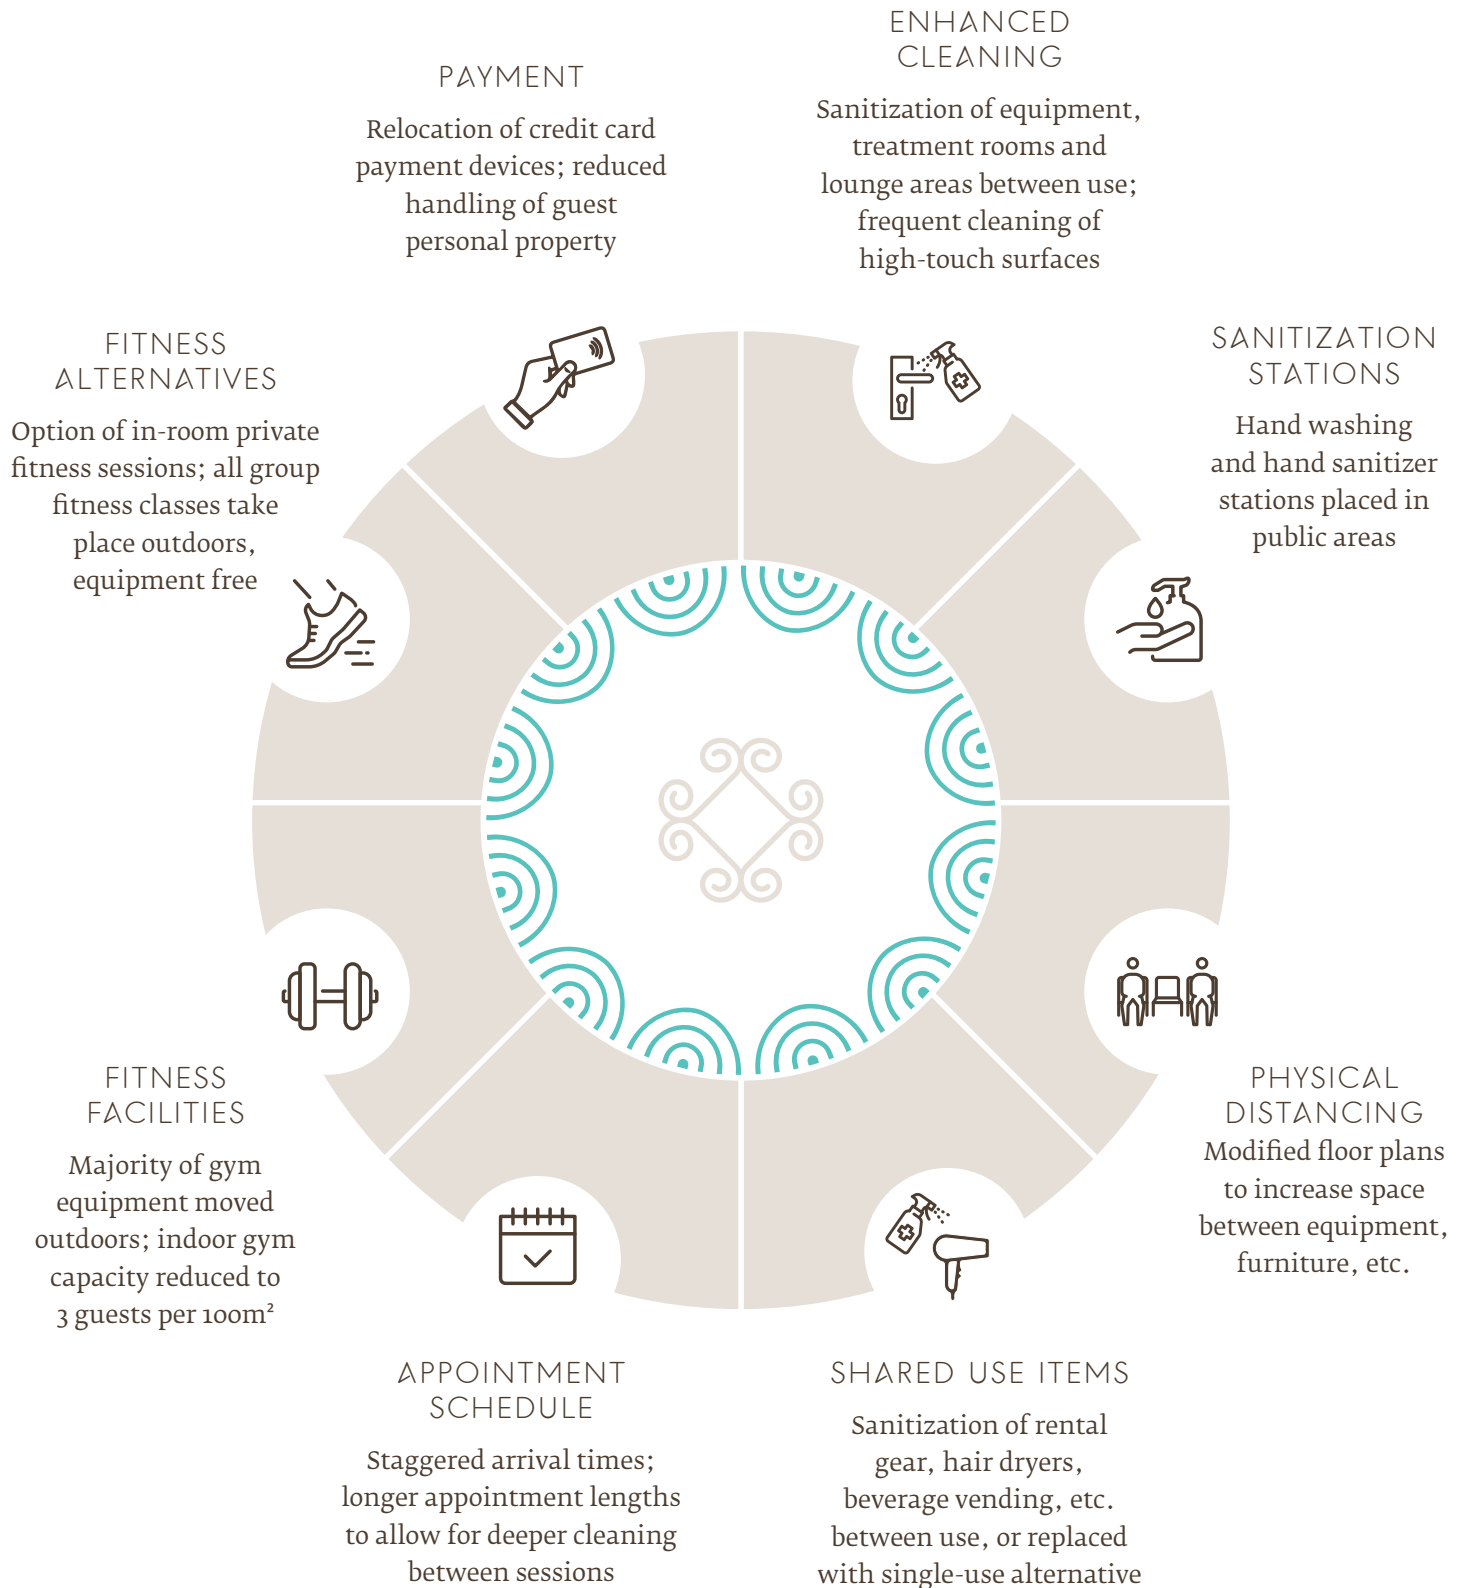 PAYMENT
Relocation of credit card
payment devices; reduced
handling of guest
personal property
ENHANCED
CLEANING
Sanitization of equipment,
treatment rooms and
lounge areas between use;
frequent cleaning of
high-touch surfaces
FITNESS
ALTERNATIVES
Option of in-room private
fitness sessions; all group
fitness classes take
place outdoors,
equipment free
SANITIZATION
STATIONS
Hand washing
and hand sanitizer
stations placed in
public areas
FITNESS
FACILITIES
Majority of gym
equipment moved
outdoors; indoor gym
capacity reduced to
3 guests per 100m²
PHYSICAL
DISTANCING
Modified floor plans
to increase space
between equipment,
furniture, etc.
APPOINTMENT
SCHEDULE
Staggered arrival times;
longer appointment lengths
to allow for deeper cleaning
between sessions
SHARED USE ITEMS
Sanitization of rental
gear, hair dryers,
beverage vending, etc.
between use, or replaced
with single-use alternative